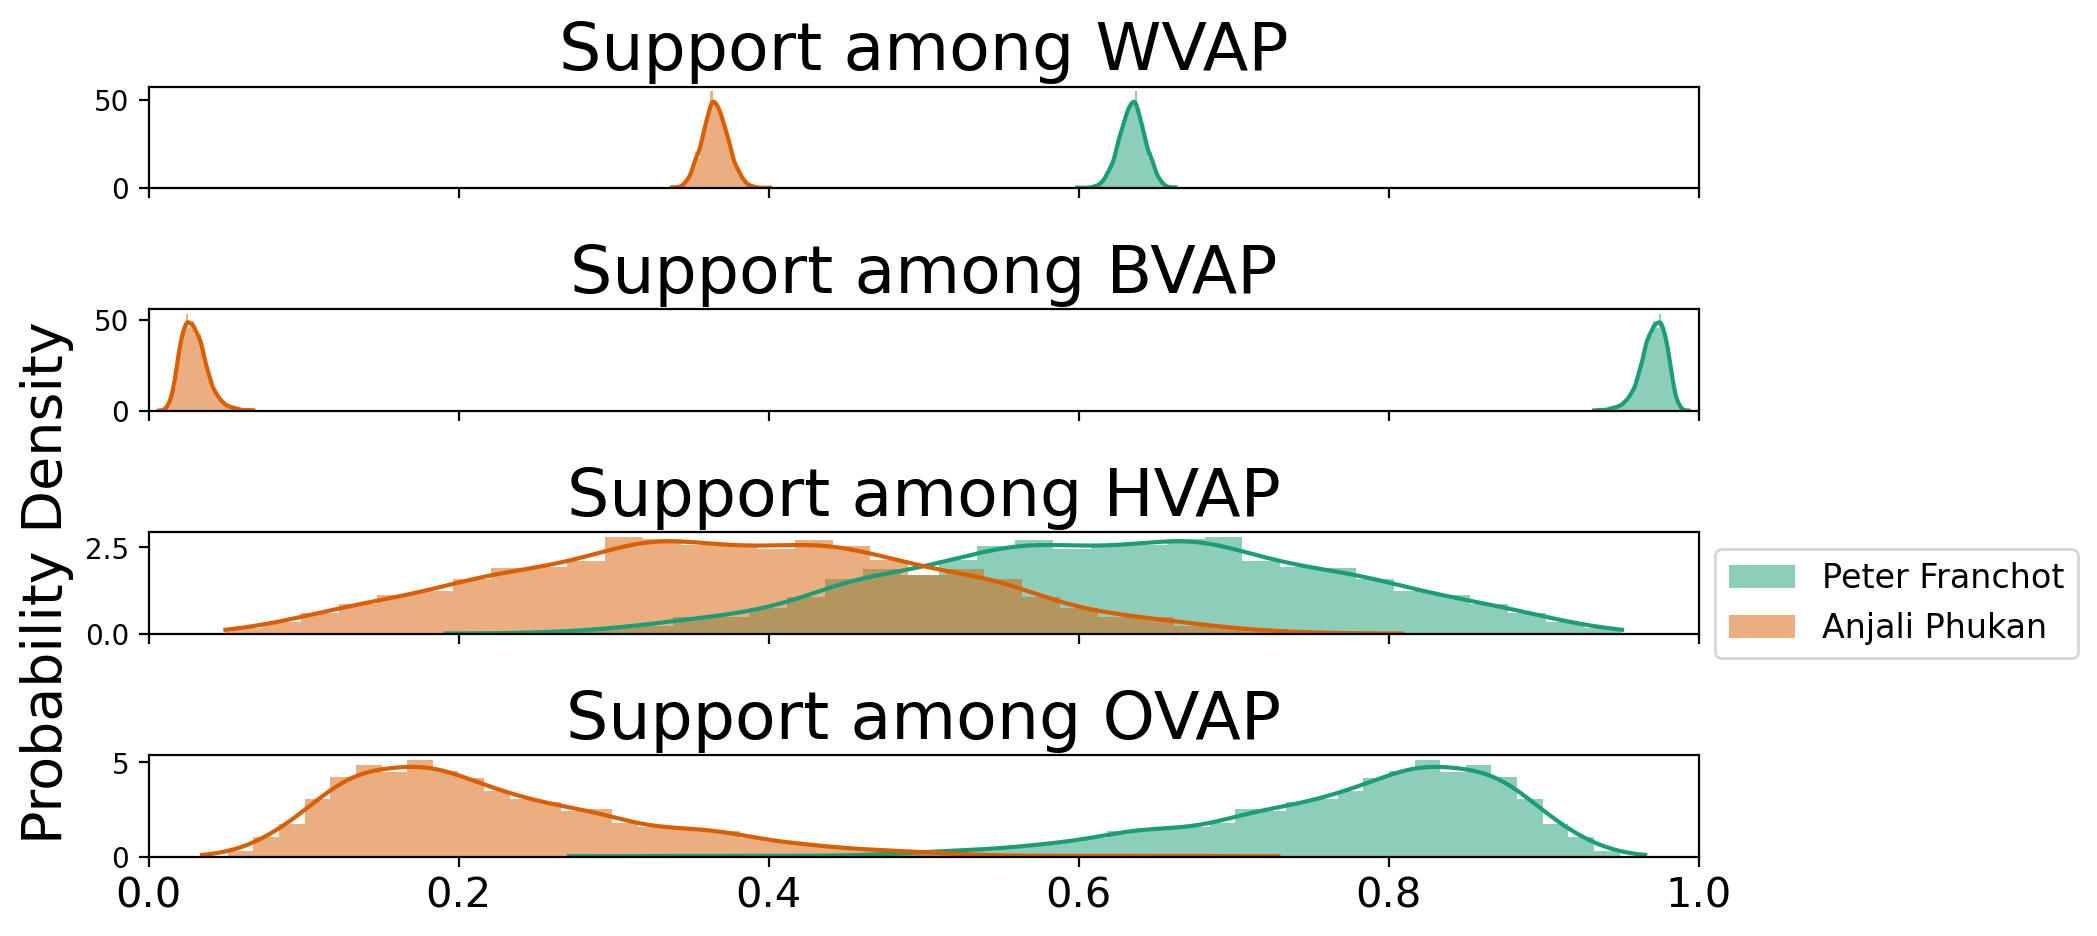 Support among WVAP
50
0
Support among BVAP
50
0
Support among HVAP
2.5
0.0
Support among OVAP
5
0
0.0 0.2 0.4 0.6 0.8 1.0
Probability Density
Peter Franchot
Anjali Phukan